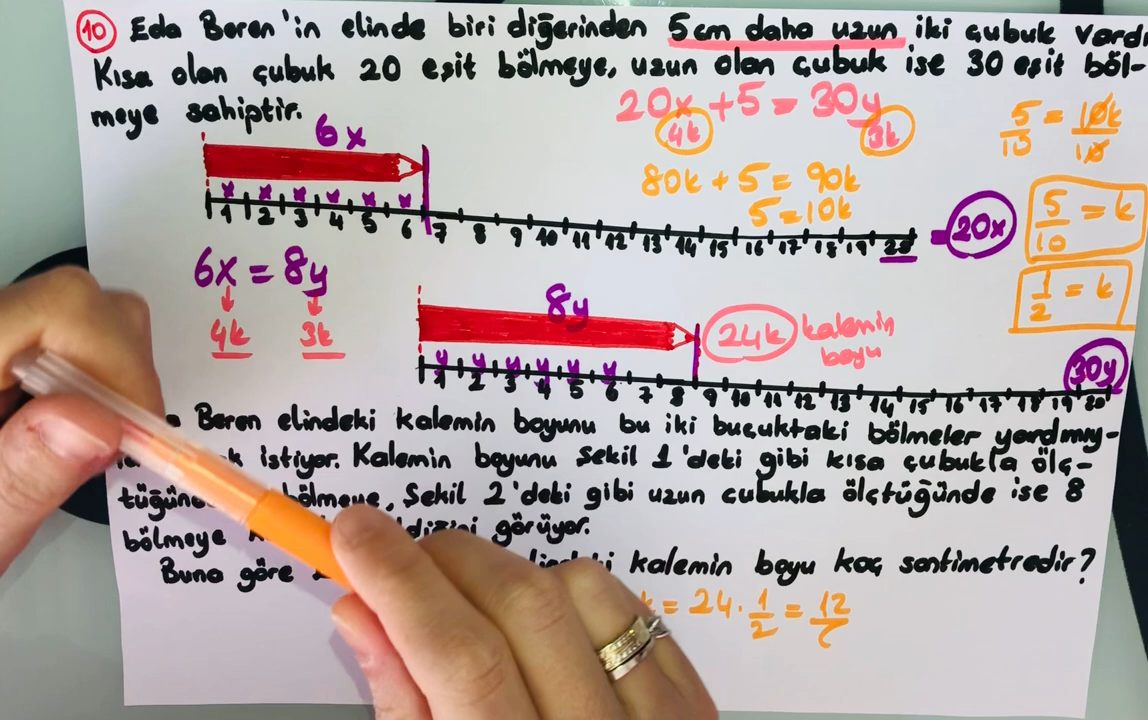 10 Eda Beren'in elinde biri diğerinden 5cm daha uzun iki çubuk vardı
Kısa olan çubuk 20 eşit bölmeye, uzun olan çubuk ise 30 eşit böl-
meye sahiptir.
20x + 5 = 30y
4k 3k
80k + 5 = 90k
5 = 10k
5/10 = 10k/10
5/10 = k
1/2 = k
6x
x x x x x x
1 2 3 4 5 6 7 8 9 10 11 12 13 14 15 16 17 18 19 20
= 20x
6x = 8y
4k 3k
8y
24k kalemin
boyu
30y
y y y y y y
1 2 3 4 5 6 7 8 9 10 11 12 13 14 15 16 17 18 19 20
Beren elindeki kalemin boyunu bu iki bucuktaki bölmeler yardmıy-
istiyor. Kalemin boyunu Şekil 1'deki gibi kısa çubukla ölç-
bölmeye, Şekil 2'deki gibi uzun cubukla ölçtüğünde ise 8
bölmeye görüyor.
Buna göre kalemin boyu kaç santimetredir?
= 24 . 1/2 = 12